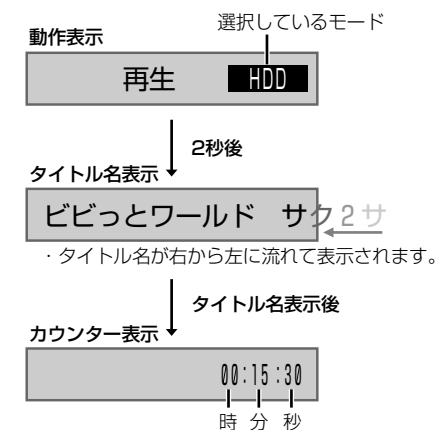 選択しているモード
動作表示
再生 HDD
2秒後
タイトル名表示
ビビっとワールド サク2サ
・タイトル名が右から左に流れて表示されます。
タイトル名表示後
カウンター表示
00:15:30
時 分 秒